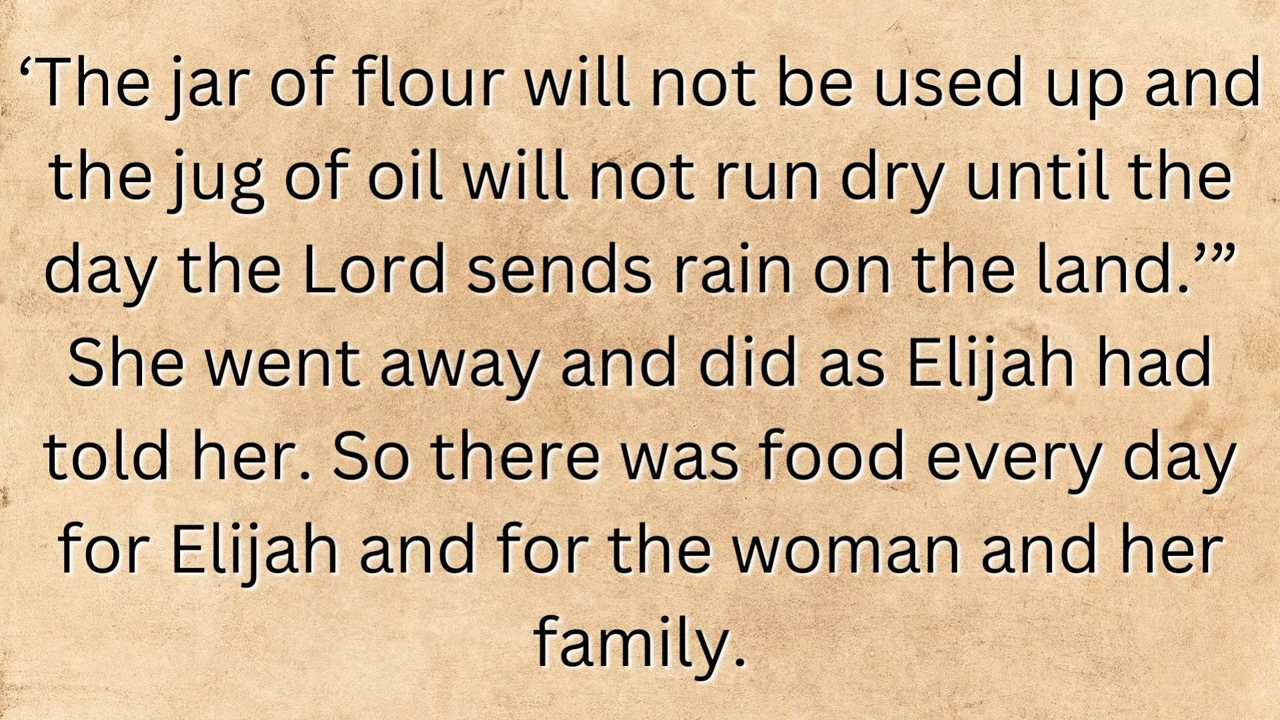 ‘The jar of flour will not be used up and
the jug of oil will not run dry until the
day the Lord sends rain on the land.’”
She went away and did as Elijah had
told her. So there was food every day
for Elijah and for the woman and her
family.